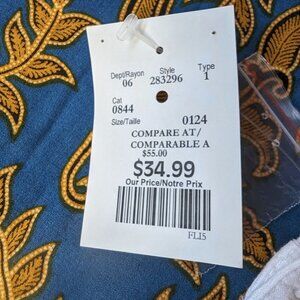 Dept/Rayon Style Type
06 283296 1
Cat
0844
Size/Taille 0124
COMPARE AT/
COMPARABLE A
$55.00
$34.99
Our Price/Notre Prix
FLI5